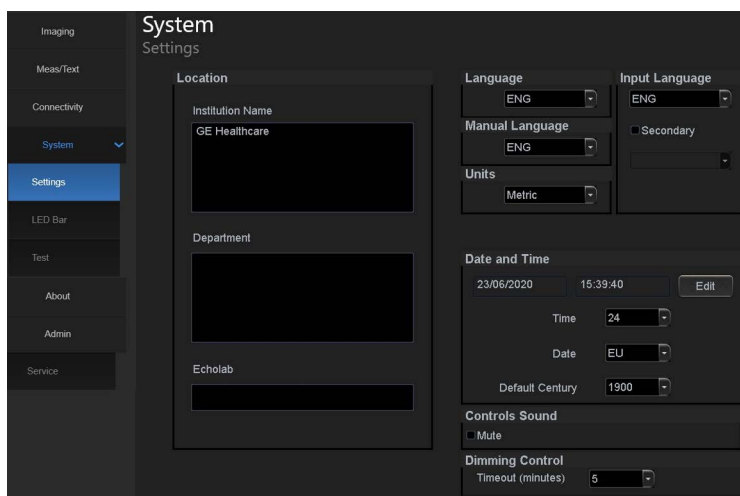 System
Settings
Imaging
Meas/Text
Connectivity
System
Settings
LED Bar
Test
About
Admin
Service
Location
Institution Name
GE Healthcare
Department
Echolab
Language
ENG
Manual Language
ENG
Units
Metric
Input Language
ENG
Secondary
Date and Time
23/06/2020 15:39:40 Edit
Time 24
Date EU
Default Century 1900
Controls Sound
Mute
Dimming Control
Timeout (minutes) 5